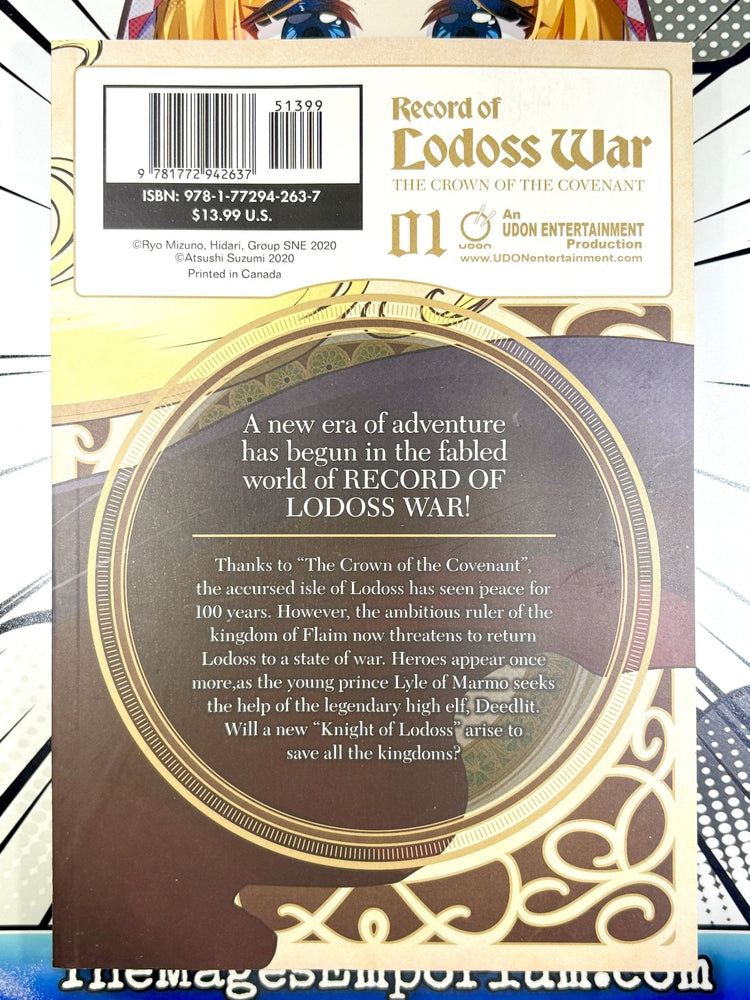 51399
9 781772 942637
ISBN: 978-1-77294-263-7
$13.99 U.S.
©Ryo Mizuno, Hidari, Group SNE 2020
©Atsushi Suzumi 2020
Printed in Canada
Record of
Lodoss War
THE CROWN OF THE COVENANT
01
UDON
An
UDON ENTERTAINMENT
Production
www.UDONentertainment.com
A new era of adventure
has begun in the fabled
world of RECORD OF
LODOSS WAR!
Thanks to “The Crown of the Covenant”,
the accursed isle of Lodoss has seen peace for
100 years. However, the ambitious ruler of the
kingdom of Flaim now threatens to return
Lodoss to a state of war. Heroes appear once
more,as the young prince Lyle of Marmo seeks
the help of the legendary high elf, Deedlit.
Will a new “Knight of Lodoss” arise to
save all the kingdoms?
TheMagesEmporium.com